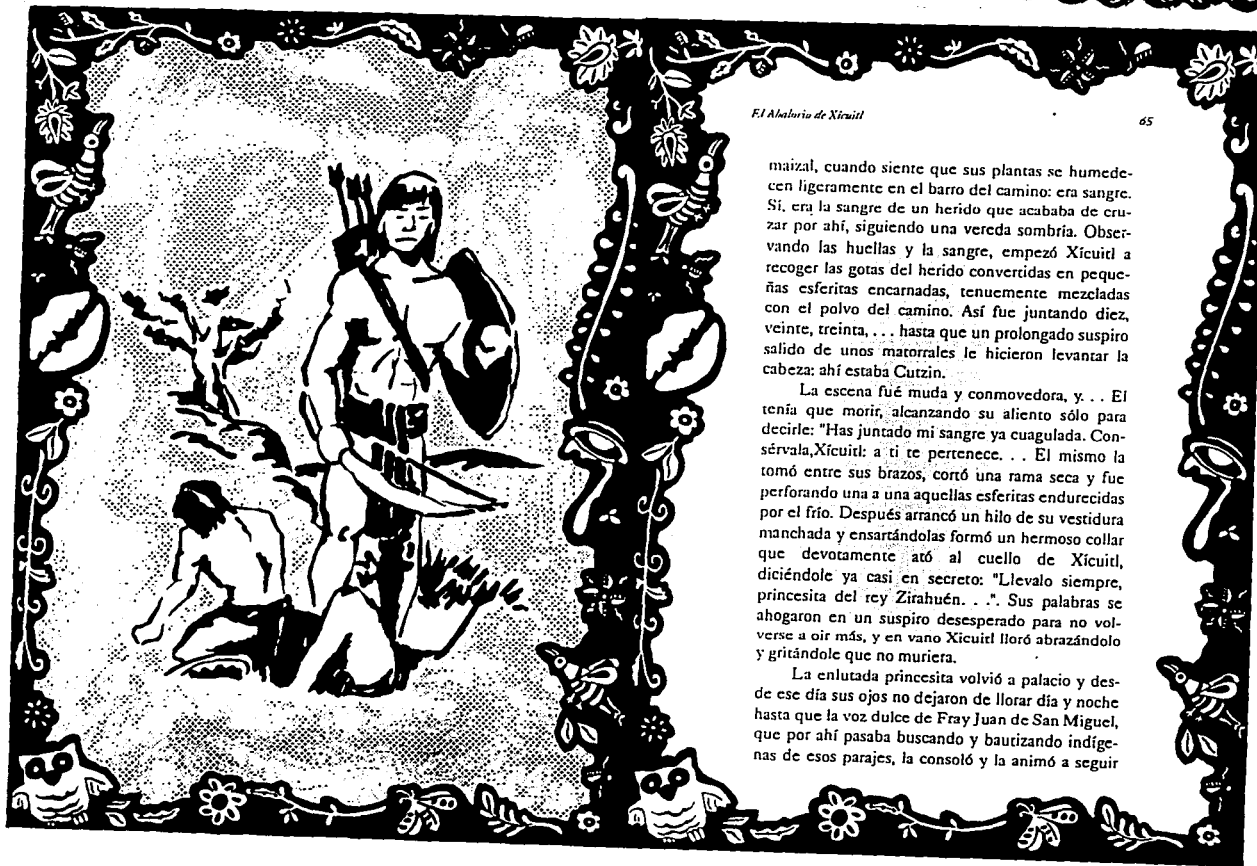 El Abalorio de Xícuitl
65
maizal, cuando siente que sus plantas se humede-
cen ligeramente en el barro del camino: era sangre.
Sí, era la sangre de un herido que acababa de cru-
zar por ahí, siguiendo una vereda sombría. Obser-
vando las huellas y la sangre, empezó Xícuitl a
recoger las gotas del herido convertidas en peque-
ñas esferitas encarnadas, tenuemente mezcladas
con el polvo del camino. Así fue juntando diez,
veinte, treinta, . . . hasta que un prolongado suspiro
salido de unos matorrales le hicieron levantar la
cabeza: ahí estaba Cutzin.
La escena fué muda y conmovedora, y. . . El
tenía que morir, alcanzando su aliento sólo para
decirle: "Has juntado mi sangre ya cuagulada. Con-
sérvala,Xícuitl: a ti te pertenece. . . El mismo la
tomó entre sus brazos, cortó una rama seca y fue
perforando una a una aquellas esferitas endurecidas
por el frío. Después arrancó un hilo de su vestidura
manchada y ensartándolas formó un hermoso collar
que devotamente ató al cuello de Xícuitl,
diciéndole ya casi en secreto: "Llevalo siempre,
princesita del rey Zirahuén. . .". Sus palabras se
ahogaron en un suspiro desesperado para no vol-
verse a oir más, y en vano Xicuitl lloró abrazándolo
y gritándole que no muriera.
La enlutada princesita volvió a palacio y des-
de ese día sus ojos no dejaron de llorar día y noche
hasta que la voz dulce de Fray Juan de San Miguel,
que por ahí pasaba buscando y bautizando indíge-
nas de esos parajes, la consoló y la animó a seguir